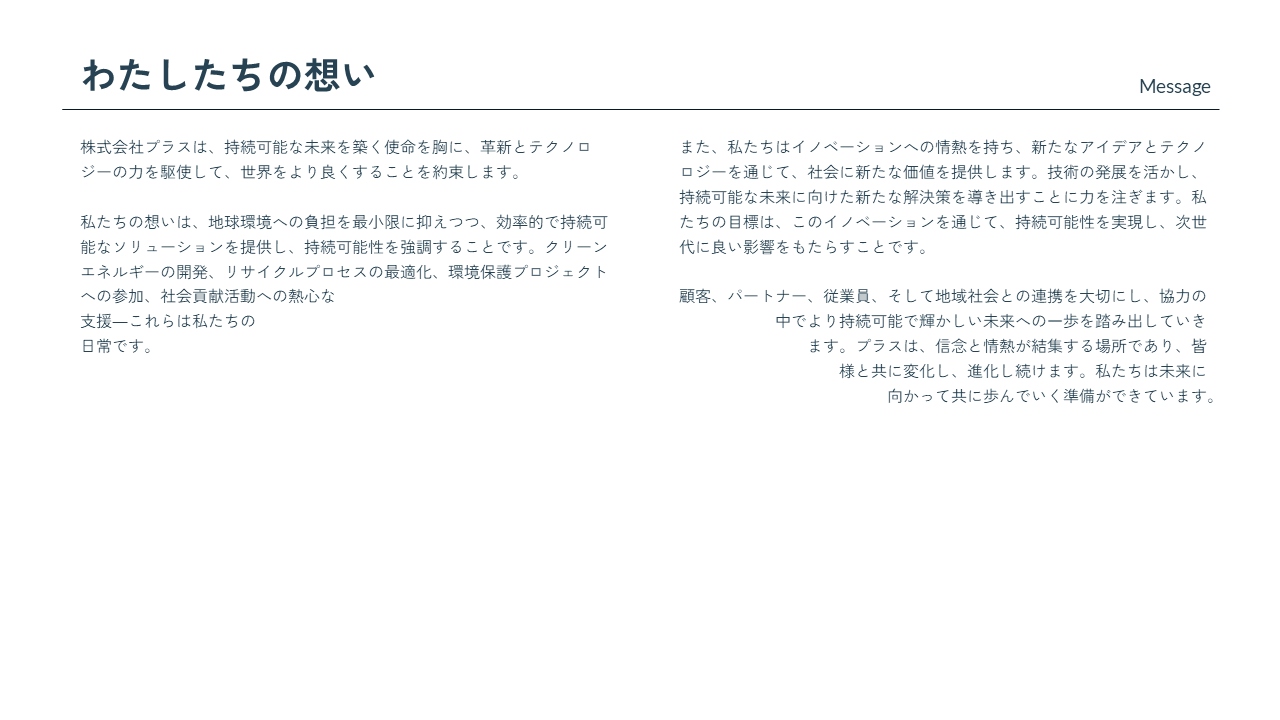 わたしたちの想い
Message
株式会社プラスは、持続可能な未来を築く使命を胸に、革新とテクノロ
ジーの力を駆使して、世界をより良くすることを約束します。
私たちの想いは、地球環境への負担を最小限に抑えつつ、効率的で持続可
能なソリューションを提供し、持続可能性を強調することです。クリーン
エネルギーの開発、リサイクルプロセスの最適化、環境保護プロジェクト
への参加、社会貢献活動への熱心な
支援—これらは私たちの
日常です。
また、私たちはイノベーションへの情熱を持ち、新たなアイデアとテクノ
ロジーを通じて、社会に新たな価値を提供します。技術の発展を活かし、
持続可能な未来に向けた新たな解決策を導き出すことに力を注ぎます。私
たちの目標は、このイノベーションを通じて、持続可能性を実現し、次世
代に良い影響をもたらすことです。
顧客、パートナー、従業員、そして地域社会との連携を大切にし、協力の
中でより持続可能で輝かしい未来への一歩を踏み出していき
ます。プラスは、信念と情熱が結集する場所であり、皆
様と共に変化し、進化し続けます。私たちは未来に
向かって共に歩んでいく準備ができています。